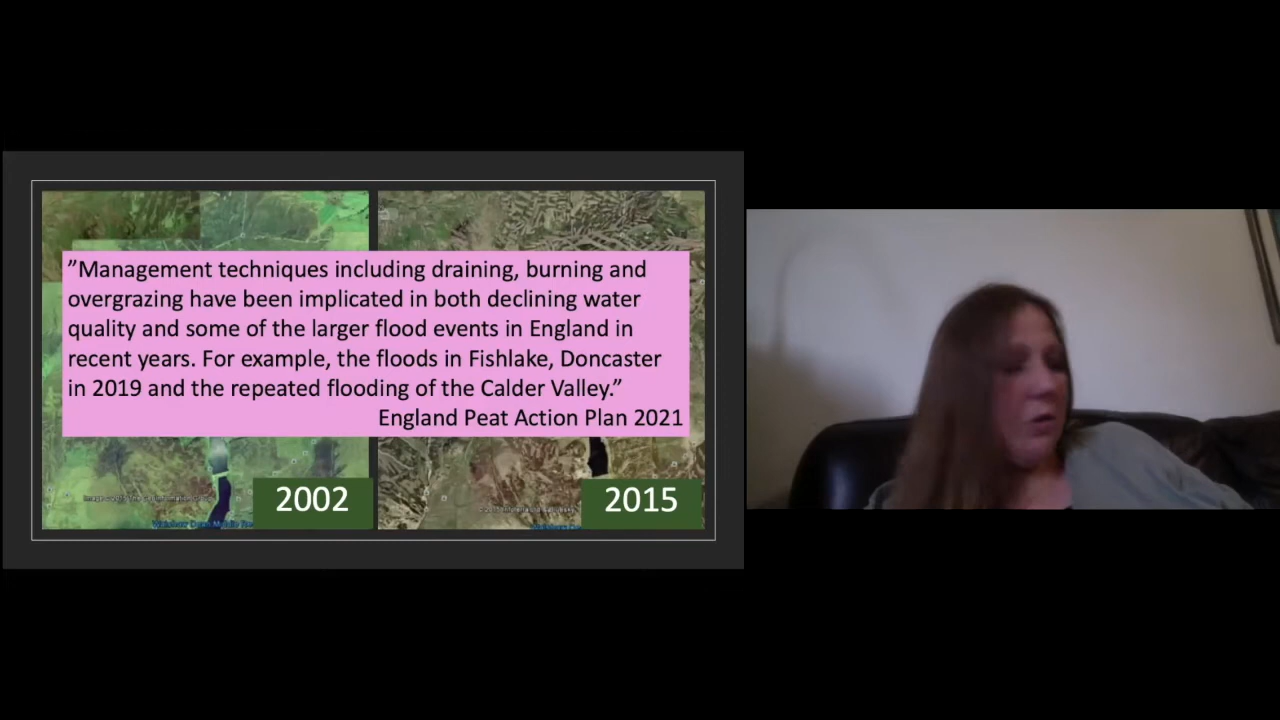 ”Management techniques including draining, burning and
overgrazing have been implicated in both declining water
quality and some of the larger flood events in England in
recent years. For example, the floods in Fishlake, Doncaster
in 2019 and the repeated flooding of the Calder Valley.”
England Peat Action Plan 2021
2002
2015